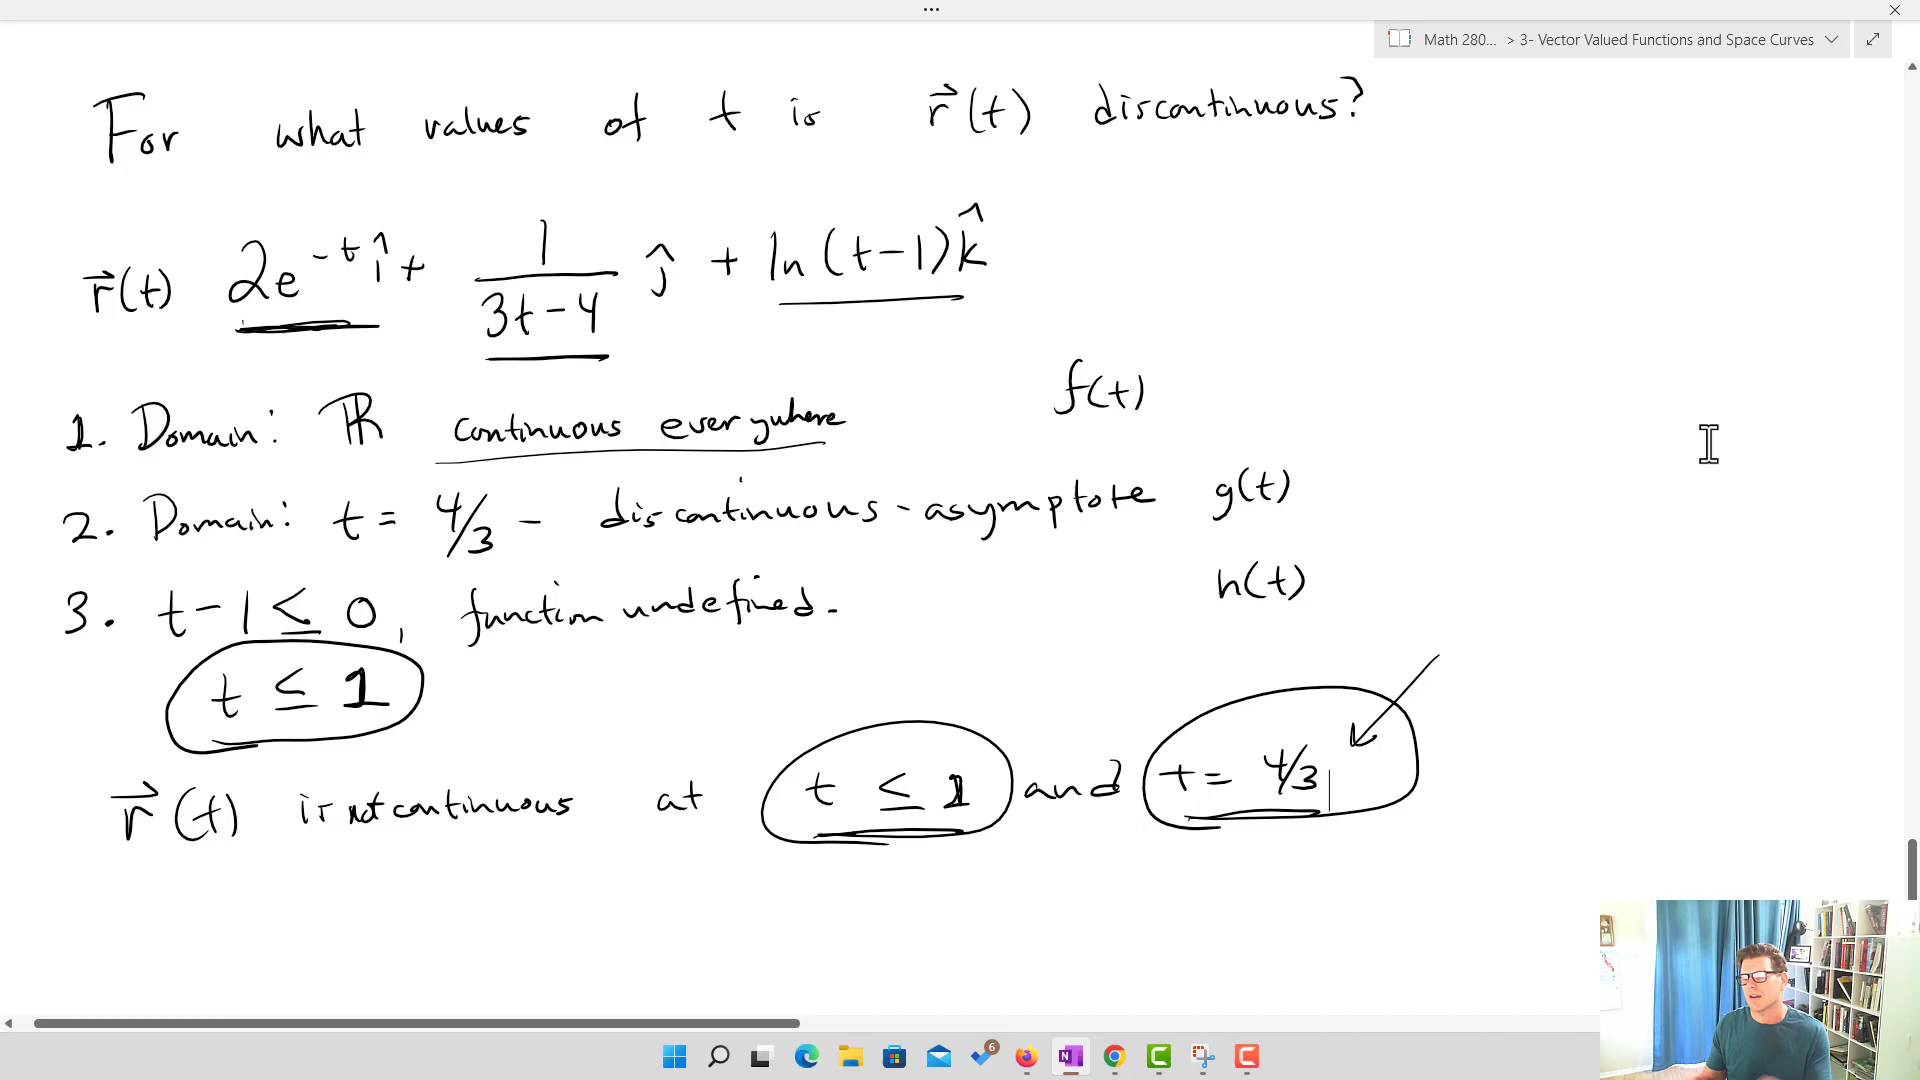 Math 280... > 3- Vector Valued Functions and Space Curves
For what values of t is r⃗(t) discontinuous?
r⃗(t) 2e^{-t} î + 1/(3t-4) ĵ + ln(t-1) k̂
f(t)
1. Domain: ℝ continuous everywhere
2. Domain: t = 4/3 - discontinuous - asymptote g(t)
3. t-1 ≤ 0, function undefined. h(t)
t ≤ 1
r⃗(t) is not continuous at t ≤ 1 and t = 4/3
6